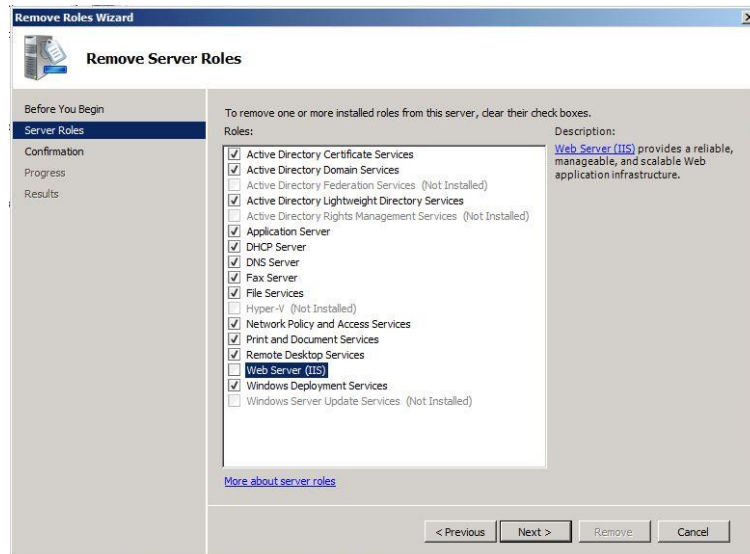 Remove Roles Wizard
Remove Server Roles
Before You Begin
Server Roles
Confirmation
Progress
Results
To remove one or more installed roles from this server, clear their check boxes.
Roles:
Active Directory Certificate Services
Active Directory Domain Services
Active Directory Federation Services (Not Installed)
Active Directory Lightweight Directory Services
Active Directory Rights Management Services (Not Installed)
Application Server
DHCP Server
DNS Server
Fax Server
File Services
Hyper-V (Not Installed)
Network Policy and Access Services
Print and Document Services
Remote Desktop Services
Web Server (IIS)
Windows Deployment Services
Windows Server Update Services (Not Installed)
More about server roles
Description:
Web Server (IIS) provides a reliable,
manageable, and scalable Web
application infrastructure.
< Previous
Next >
Remove
Cancel